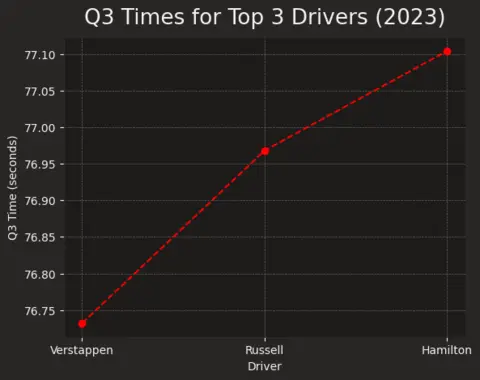 Q3 Times for Top 3 Drivers (2023)
77.10
77.05
77.00
76.95
76.90
76.85
76.80
76.75
Q3 Time (seconds)
Verstappen Russell Hamilton
Driver